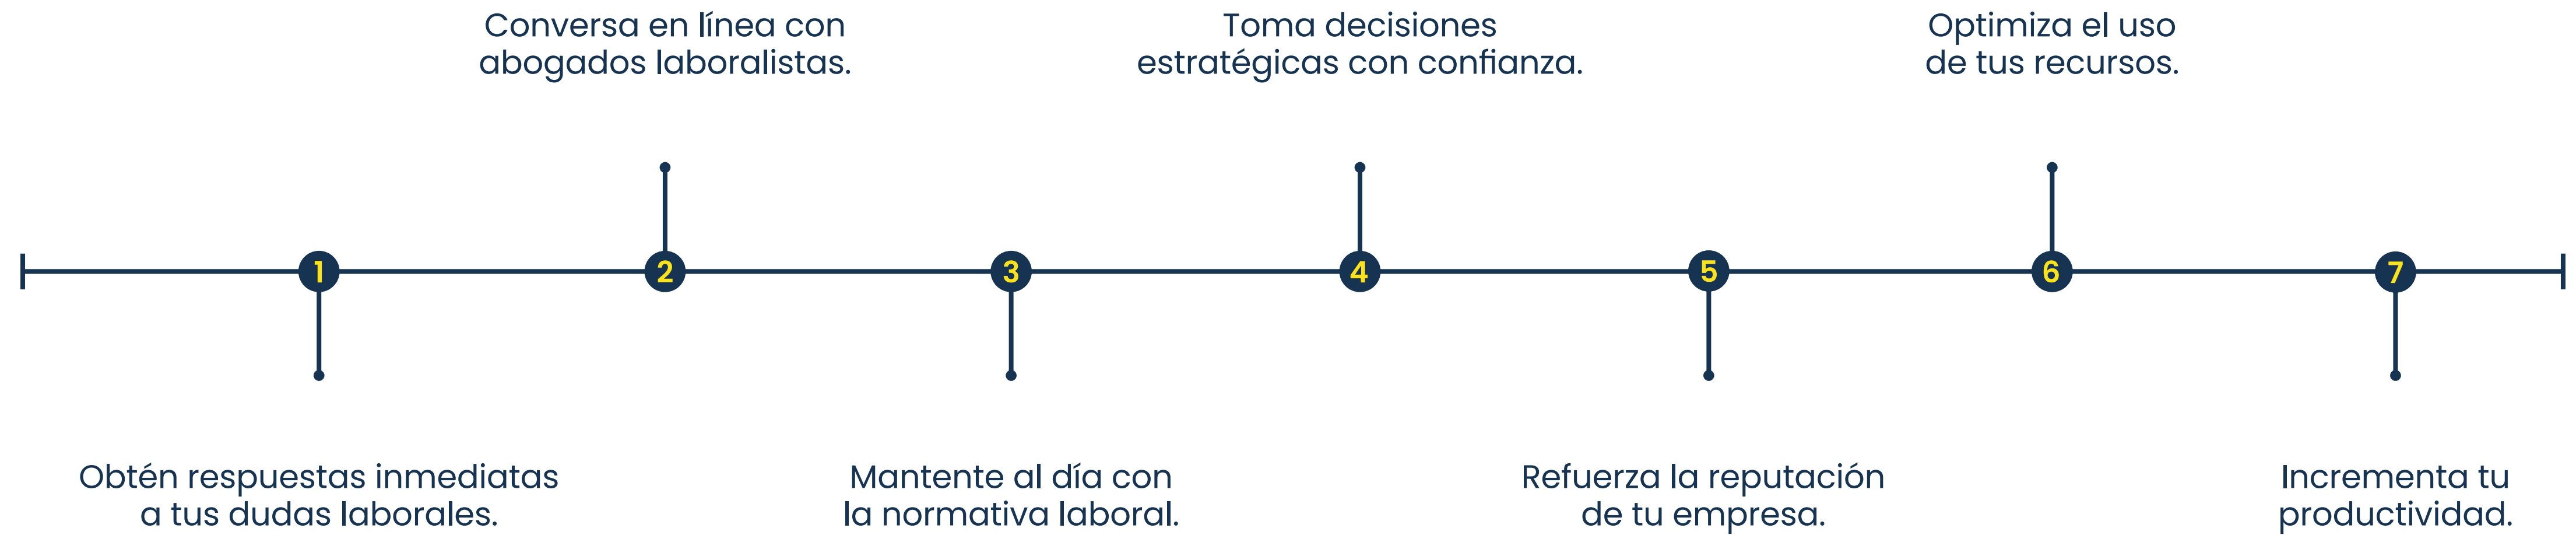 Conversa en línea con
abogados laboralistas.
Toma decisiones
estratégicas con confianza.
Optimiza el uso
de tus recursos.
1
2
3
4
5
6
7
Obtén respuestas inmediatas
a tus dudas laborales.
Mantente al día con
la normativa laboral.
Refuerza la reputación
de tu empresa.
Incrementa tu
productividad.